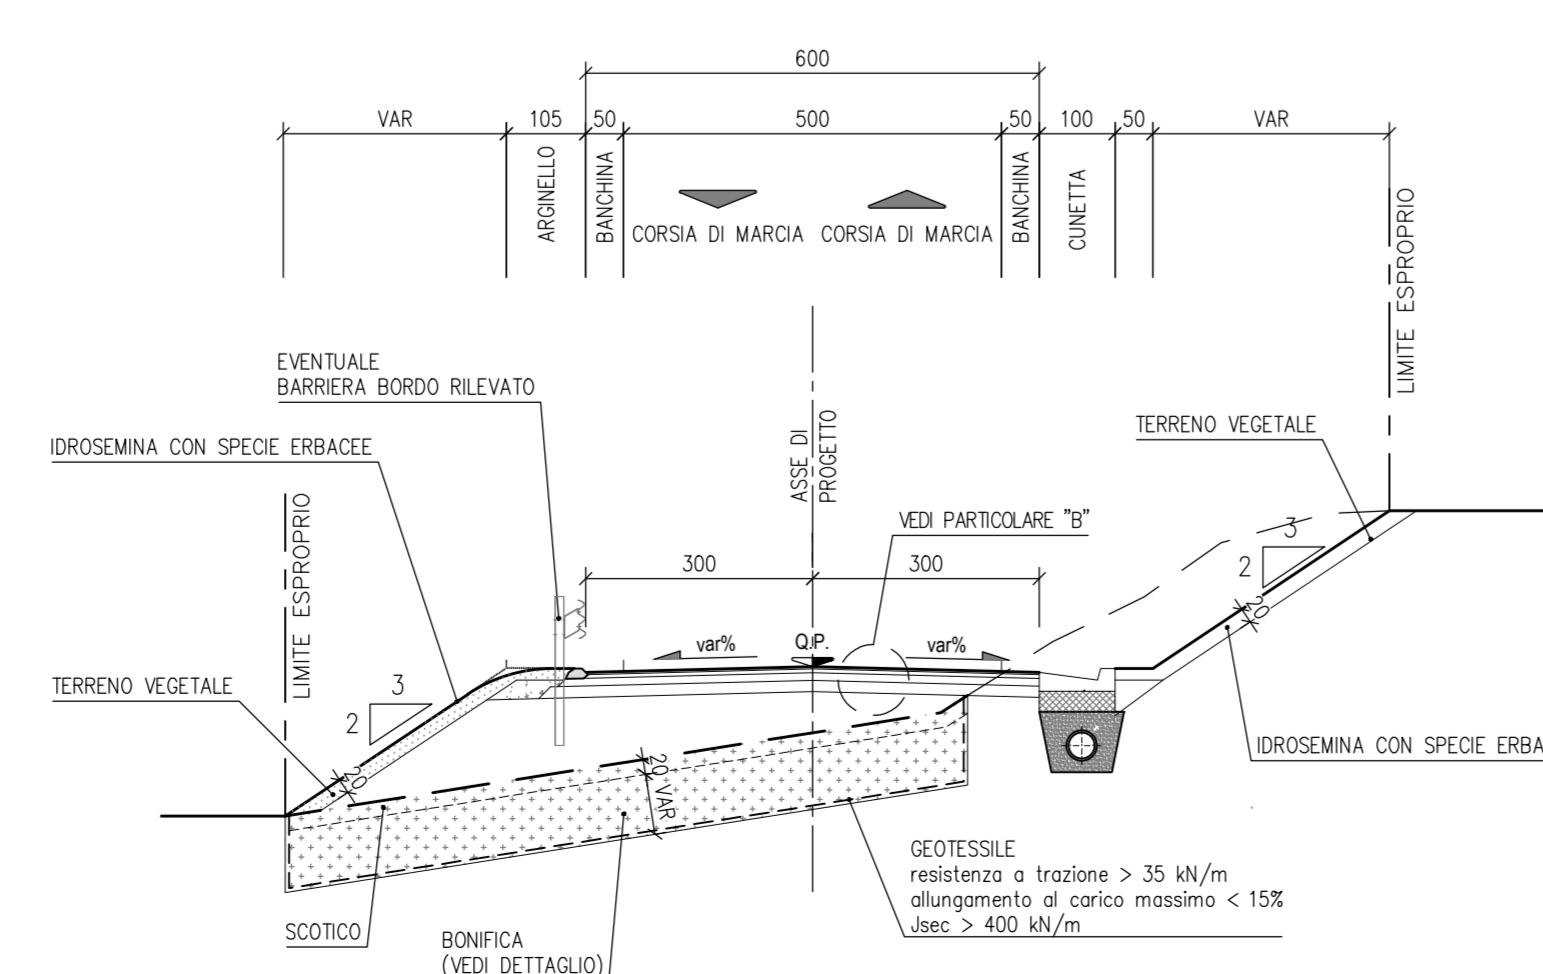 600
VAR
105
50
500
50
100
50
VAR
ARGINELLO
BANCHINA
CORSIA DI MARCIA
CORSIA DI MARCIA
BANCHINA
CUNETTA
LIMITE ESPROPRIO
EVENTUALE
BARRIERA BORDO RILEVATO
IDROSEMINA CON SPECIE ERBACEE
ASSE DI
PROGETTO
TERRENO VEGETALE
VEDI PARTICOLARE "B"
LIMITE ESPROPRIO
300
300
3
2
20
var%
Q.P.
var%
TERRENO VEGETALE
3
2
20
20
VAR
IDROSEMINA CON SPECIE ERBA
GEOTESSILE
resistenza a trazione > 35 kN/m
allungamento al carico massimo < 15%
Jsec > 400 kN/m
SCOTICO
BONIFICA
(VEDI DETTAGLIO)